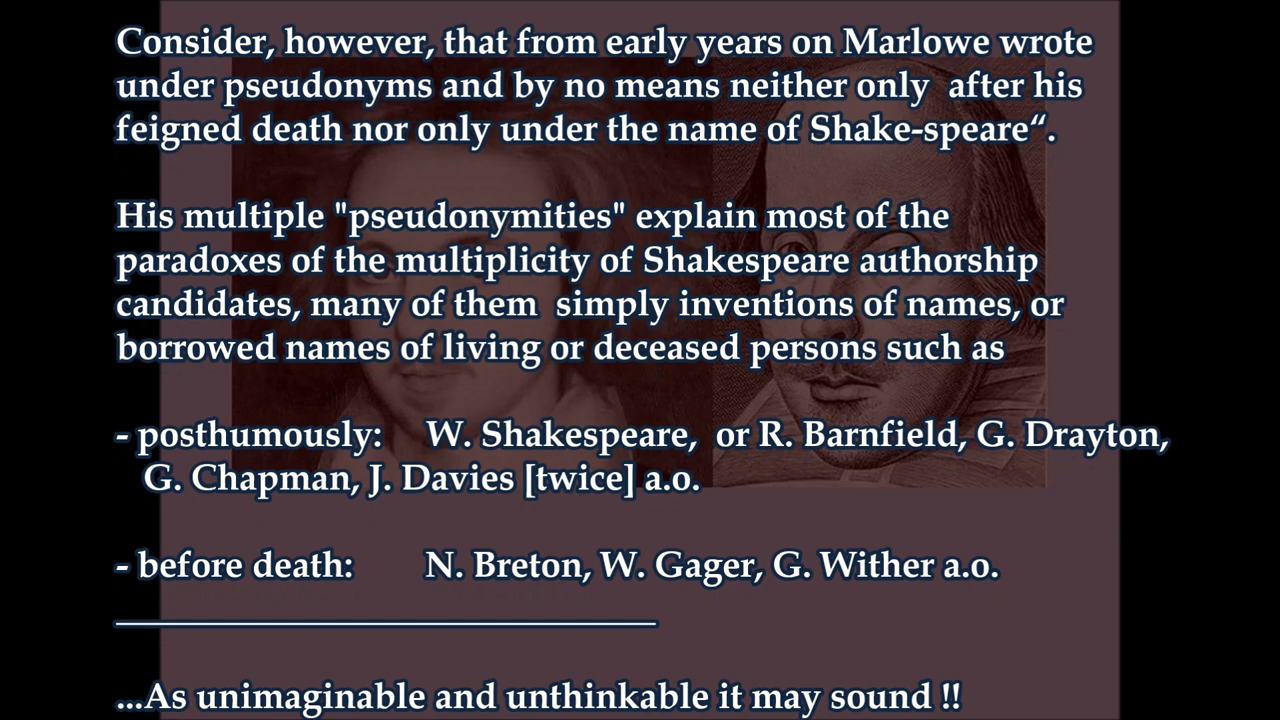 Consider, however, that from early years on Marlowe wrote
under pseudonyms and by no means neither only  after his
feigned death nor only under the name of Shake-speare“.
His multiple "pseudonymities" explain most of the
paradoxes of the multiplicity of Shakespeare authorship
candidates, many of them  simply inventions of names, or
borrowed names of living or deceased persons such as
- posthumously:    W. Shakespeare,  or R. Barnfield, G. Drayton,
G. Chapman, J. Davies [twice] a.o.
- before death:       N. Breton, W. Gager, G. Wither a.o.
...As unimaginable and unthinkable it may sound !!